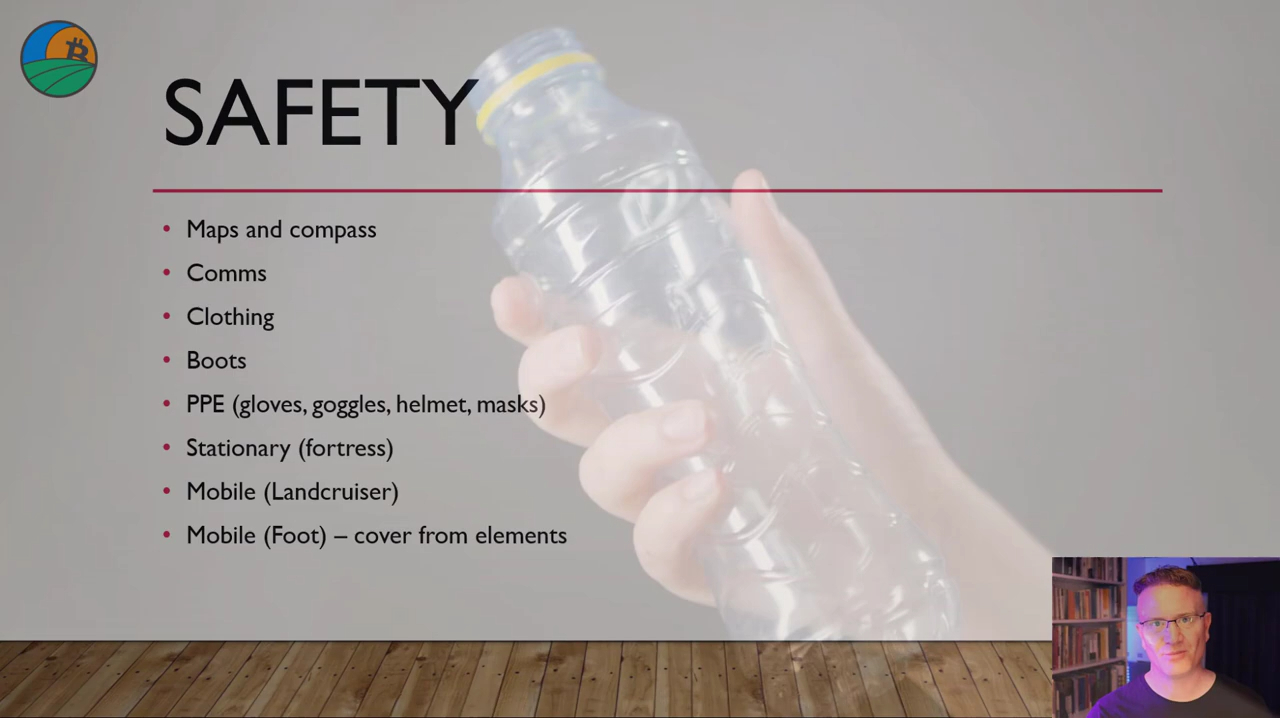 SAFETY
Maps and compass
Comms
Clothing
Boots
PPE (gloves, goggles, helmet, masks)
Stationary (fortress)
Mobile (Landcruiser)
Mobile (Foot) – cover from elements